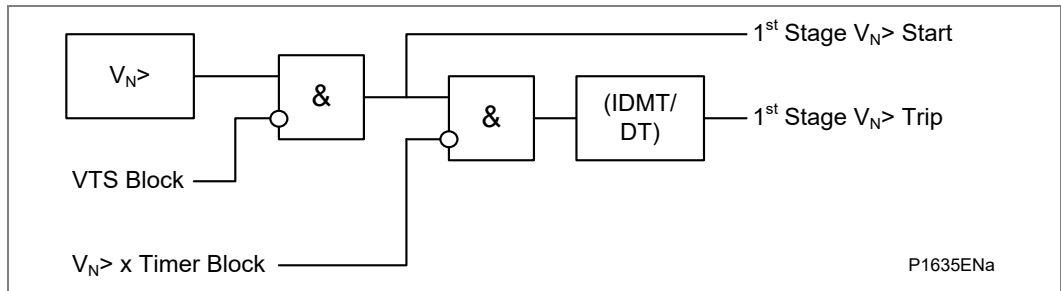 1st Stage VN> Start
VN>
&
&
(IDMT/
DT)
1st Stage VN> Trip
VTS Block
VN> x Timer Block
P1635ENa